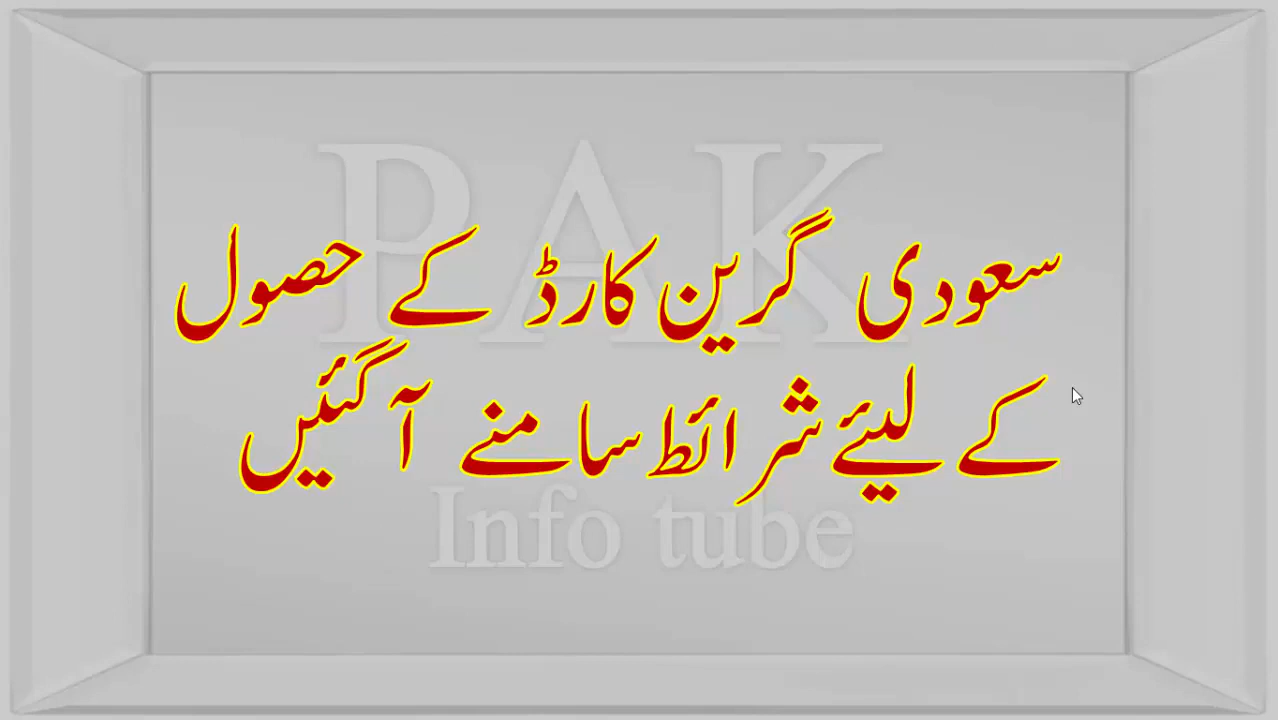 PAK
سعودی گرین کارڈ کے حصول
کے لیئے شرائط سامنے آگئیں
Info tube